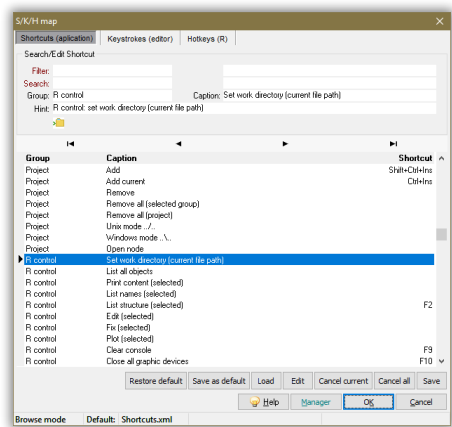 S/K/H map
Shortcuts (aplication) Keystrokes (editor) Hotkeys (R)
Search/Edit Shortcut
Filter:
Search:
Group: R control Caption: Set work directory (current file path)
Hint: R control: set work directory (current file path)
Group Caption Shortcut
Project Add Shift+Ctrl+Ins
Project Add current Ctrl+Ins
Project Remove
Project Remove all (selected group)
Project Remove all (project)
Project Unix mode ../..
Project Windows mode ..\..
Project Open node
R control Set work directory (current file path)
R control List all objects
R control Print content (selected)
R control List names (selected)
R control List structure (selected) F2
R control Edit (selected)
R control Fix (selected)
R control Plot (selected)
R control Clear console F9
R control Close all graphic devices F10
Restore default Save as default Load Edit Cancel current Cancel all Save
Help Manager OK Cancel
Browse mode Default: Shortcuts.xml